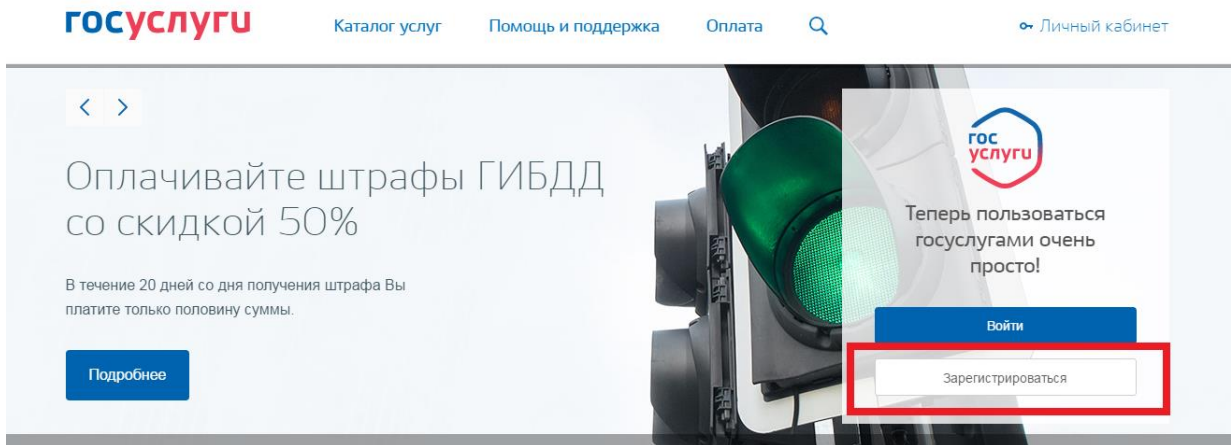 госуслуги
Каталог услуг
Помощь и поддержка
Оплата
Личный кабинет
Оплачивайте штрафы ГИБДД
со скидкой 50%
В течение 20 дней со дня получения штрафа Вы
платите только половину суммы.
Подробнее
гос
услуги
Теперь пользоваться
госуслугами очень
просто!
Войти
Зарегистрироваться